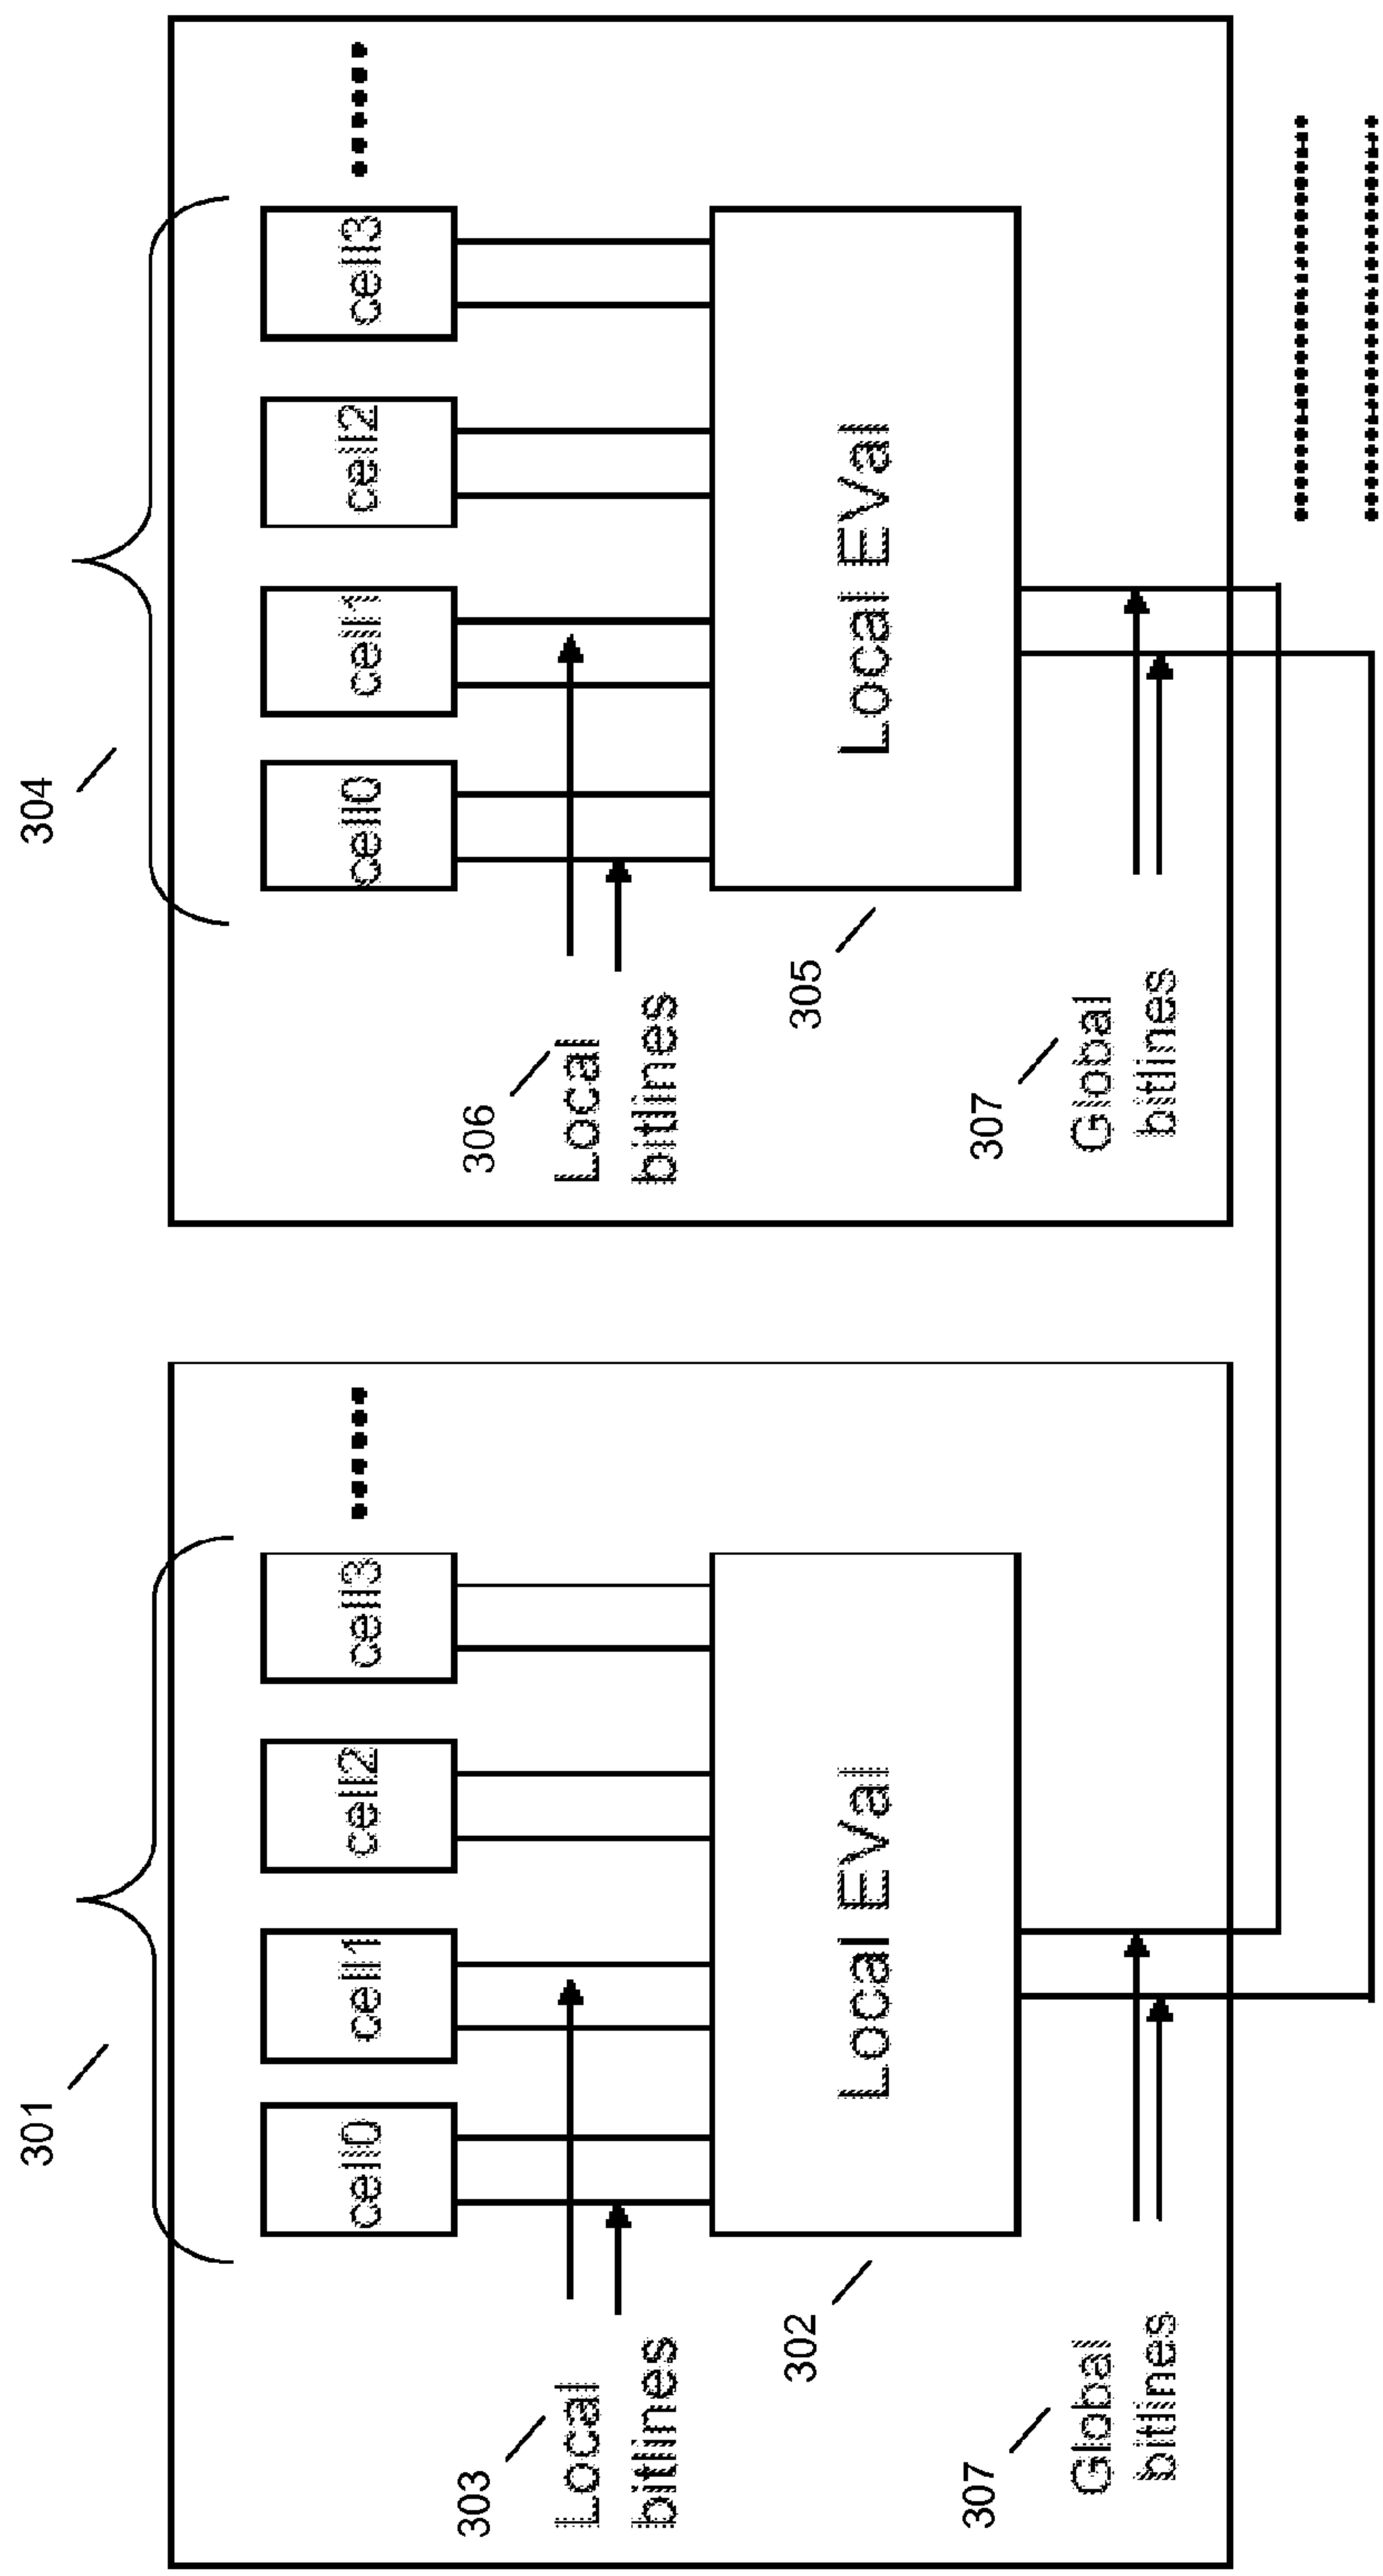 301
cell0
cell1
cell2
cell3
303
Local
bitlines
302
Local EVal
307
Global
bitlines
304
cell0
cell1
cell2
cell3
306
Local
bitlines
305
Local EVal
307
Global
bitlines